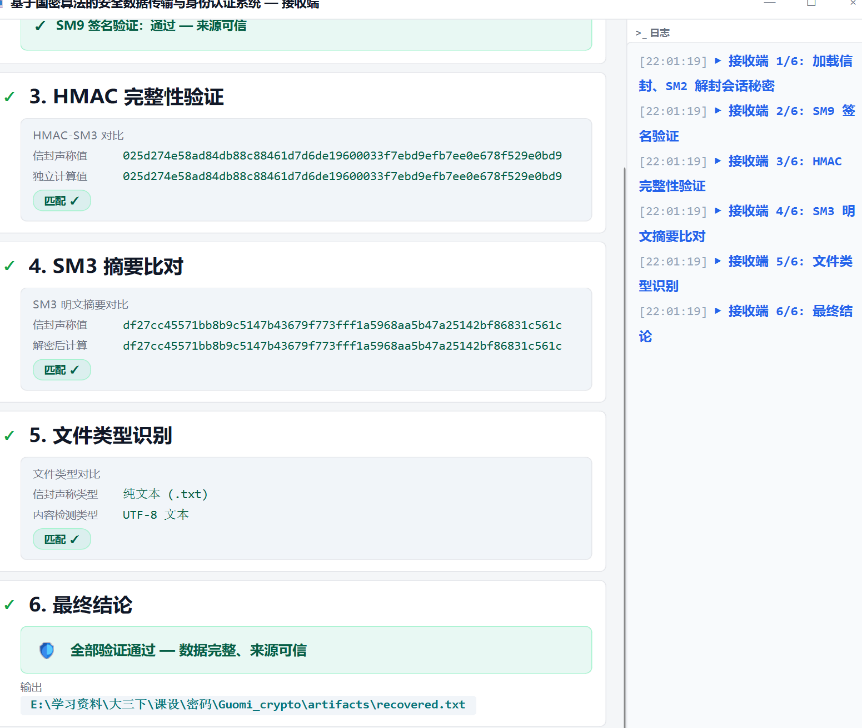 基于国密算法的安全数据传输与身份认证系统 — 接收端
✓ SM9 签名验证：通过 — 来源可信
✓ 3. HMAC 完整性验证
HMAC-SM3 对比
信封声称值 025d274e58ad84db88c88461d7d6de19600033f7ebd9efb7ee0e678f529e0bd9
独立计算值 025d274e58ad84db88c88461d7d6de19600033f7ebd9efb7ee0e678f529e0bd9
匹配 ✓
✓ 4. SM3 摘要比对
SM3 明文摘要对比
信封声称值 df27cc45571bb8b9c5147b43679f773fff1a5968aa5b47a25142bf86831c561c
解密后计算 df27cc45571bb8b9c5147b43679f773fff1a5968aa5b47a25142bf86831c561c
匹配 ✓
✓ 5. 文件类型识别
文件类型对比
信封声称类型 纯文本 (.txt)
内容检测类型 UTF-8 文本
匹配 ✓
✓ 6. 最终结论
全部验证通过 — 数据完整、来源可信
输出
E:\学习资料\大三下\课设\密码\Guomi_crypto\artifacts\recovered.txt
>_ 日志
[22:01:19] ▶ 接收端 1/6: 加载信
封、SM2 解封会话秘密
[22:01:19] ▶ 接收端 2/6: SM9 签
名验证
[22:01:19] ▶ 接收端 3/6: HMAC
完整性验证
[22:01:19] ▶ 接收端 4/6: SM3 明
文摘要比对
[22:01:19] ▶ 接收端 5/6: 文件类
型识别
[22:01:19] ▶ 接收端 6/6: 最终结
论